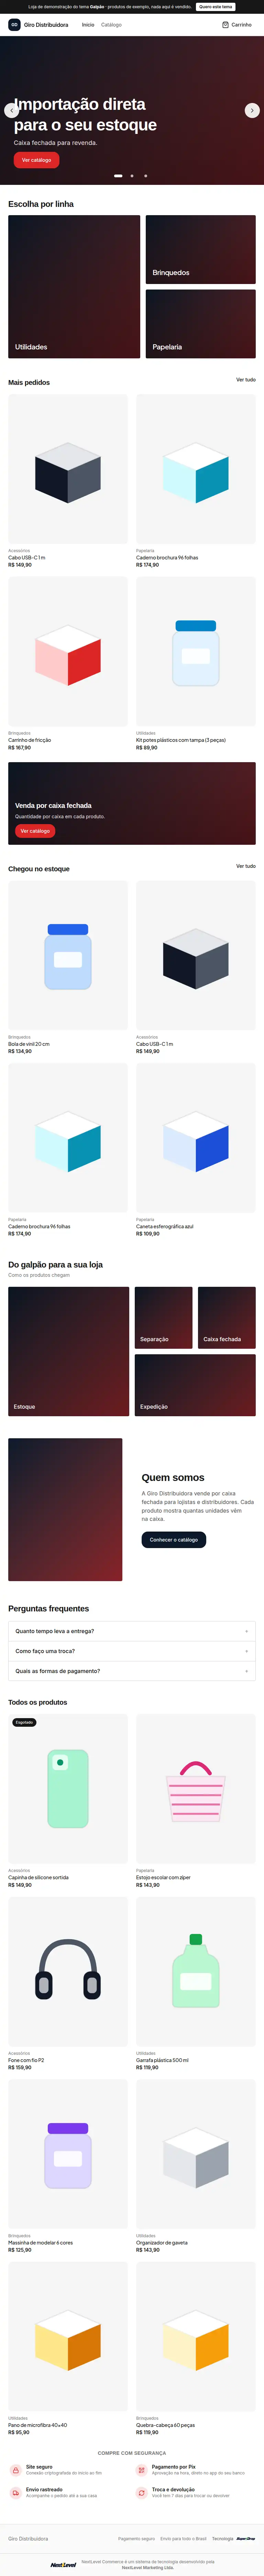 Loja de demonstração do tema Galpão · produtos de exemplo, nada aqui é vendido. Quero este tema
GD Giro Distribuidora Início Catálogo Carrinho
Importação direta
para o seu estoque
Caixa fechada para revenda.
Ver catálogo
Escolha por linha
Utilidades
Brinquedos
Papelaria
Mais pedidos Ver tudo
Acessórios
Cabo USB-C 1 m
R$ 149,90
Papelaria
Caderno brochura 96 folhas
R$ 174,90
Brinquedos
Carrinho de fricção
R$ 167,90
Utilidades
Kit potes plásticos com tampa (3 peças)
R$ 89,90
Venda por caixa fechada
Quantidade por caixa em cada produto.
Ver catálogo
Chegou no estoque Ver tudo
Brinquedos
Bola de vinil 20 cm
R$ 134,90
Acessórios
Cabo USB-C 1 m
R$ 149,90
Papelaria
Caderno brochura 96 folhas
R$ 174,90
Papelaria
Caneta esferográfica azul
R$ 109,90
Do galpão para a sua loja
Como os produtos chegam
Estoque
Separação
Caixa fechada
Expedição
Quem somos
A Giro Distribuidora vende por caixa
fechada para lojistas e distribuidores. Cada
produto mostra quantas unidades vêm
na caixa.
Conhecer o catálogo
Perguntas frequentes
Quanto tempo leva a entrega? +
Como faço uma troca? +
Quais as formas de pagamento? +
Todos os produtos
Esgotado
Acessórios
Capinha de silicone sortida
R$ 149,90
Papelaria
Estojo escolar com zíper
R$ 143,90
Acessórios
Fone com fio P2
R$ 159,90
Utilidades
Garrafa plástica 500 ml
R$ 119,90
Brinquedos
Massinha de modelar 6 cores
R$ 125,90
Utilidades
Organizador de gaveta
R$ 143,90
Utilidades
Pano de microfibra 40×40
R$ 95,90
Brinquedos
Quebra-cabeça 60 peças
R$ 119,90
COMPRE COM SEGURANÇA
Site seguro
Conexão criptografada do início ao fim
Pagamento por Pix
Aprovação na hora, direto no app do seu banco
Envio rastreado
Acompanhe o pedido até a sua casa
Troca e devolução
Você tem 7 dias para trocar ou devolver
Giro Distribuidora Pagamento seguro Envio para todo o Brasil Tecnologia
NextLevel NextLevel Commerce é um sistema de tecnologia desenvolvido pela
NextLevel Marketing Ltda.